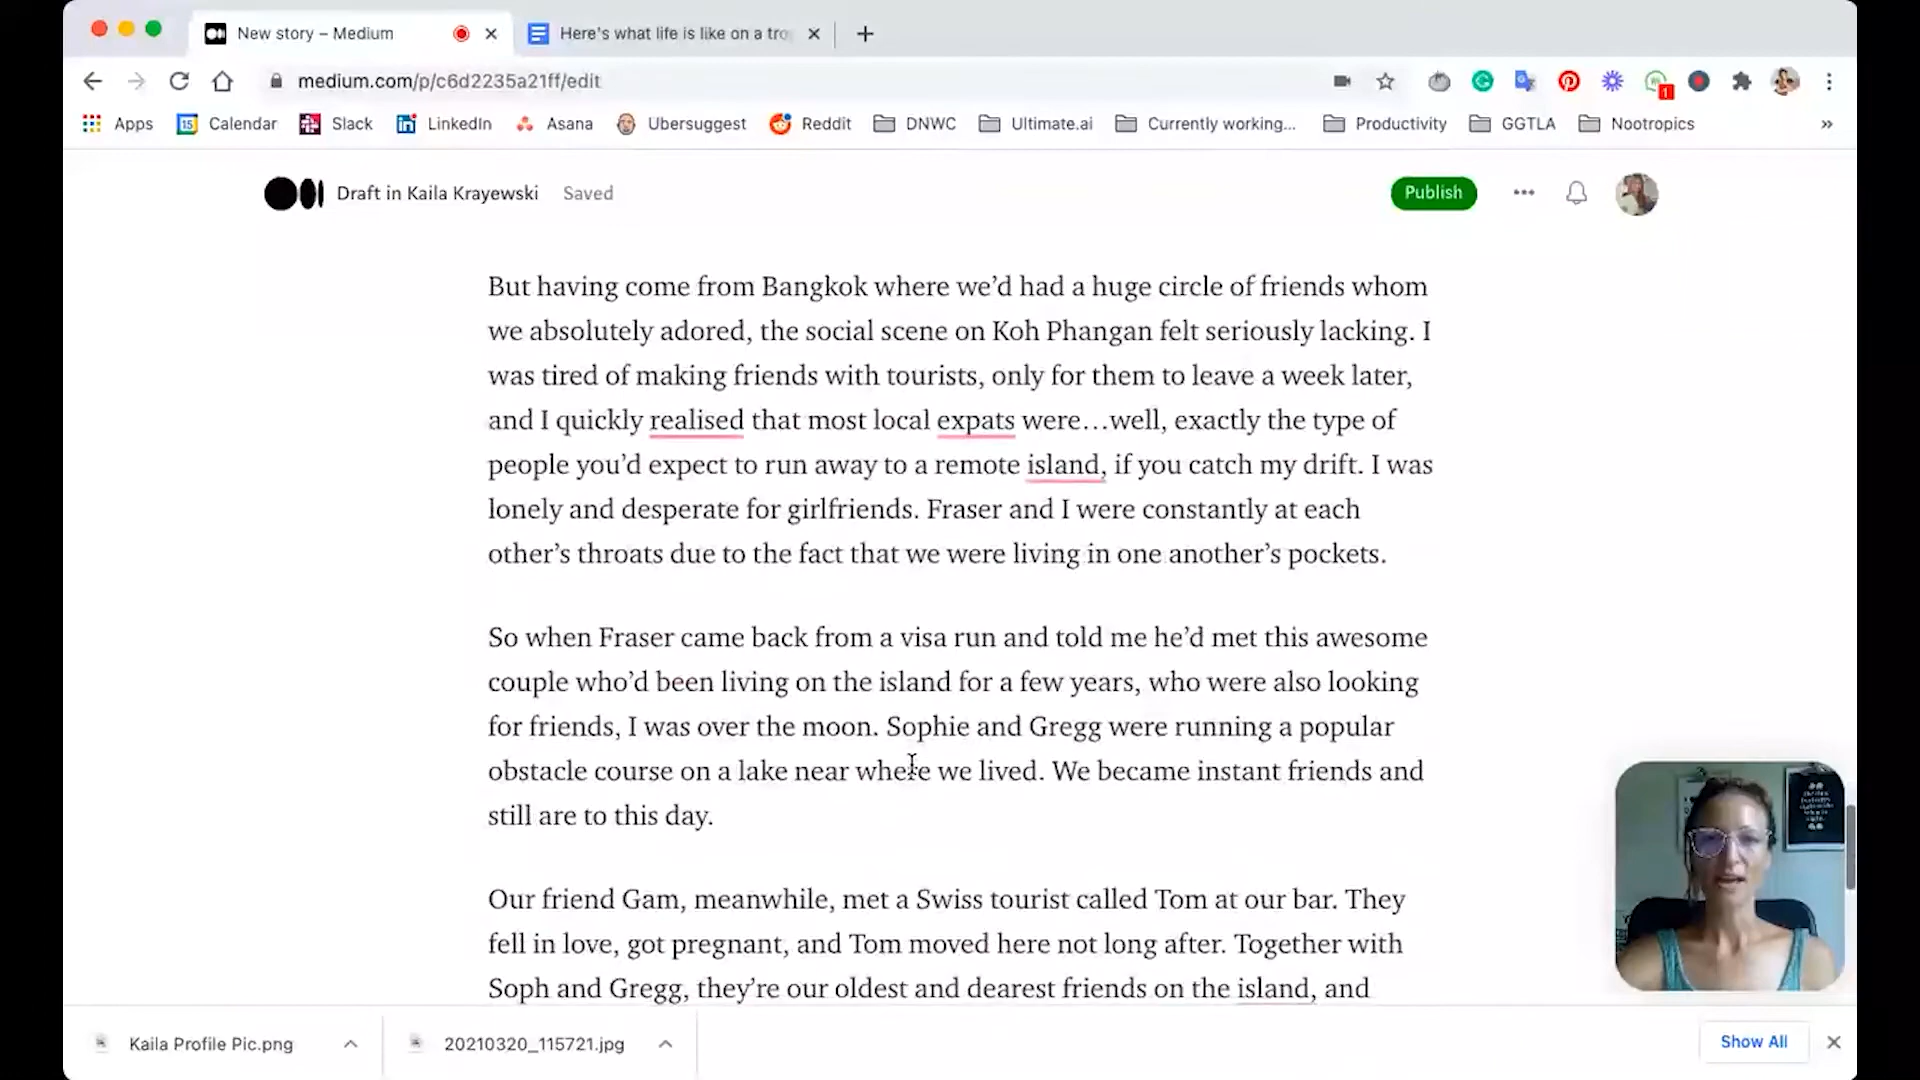 New story – Medium
Here's what life is like on a tro
medium.com/p/c6d2235a21ff/edit
1
Apps
15
Calendar
Slack
LinkedIn
Asana
Ubersuggest
Reddit
DNWC
Ultimate.ai
Currently working...
Productivity
GGTLA
Nootropics
»
Draft in Kaila Krayewski
Saved
Publish
But having come from Bangkok where we’d had a huge circle of friends whom
we absolutely adored, the social scene on Koh Phangan felt seriously lacking. I
was tired of making friends with tourists, only for them to leave a week later,
and I quickly realised that most local expats were…well, exactly the type of
people you’d expect to run away to a remote island, if you catch my drift. I was
lonely and desperate for girlfriends. Fraser and I were constantly at each
other’s throats due to the fact that we were living in one another’s pockets.
So when Fraser came back from a visa run and told me he’d met this awesome
couple who’d been living on the island for a few years, who were also looking
for friends, I was over the moon. Sophie and Gregg were running a popular
obstacle course on a lake near where we lived. We became instant friends and
still are to this day.
Our friend Gam, meanwhile, met a Swiss tourist called Tom at our bar. They
fell in love, got pregnant, and Tom moved here not long after. Together with
Soph and Gregg, they’re our oldest and dearest friends on the island, and
Kaila Profile Pic.png
20210320_115721.jpg
Show All